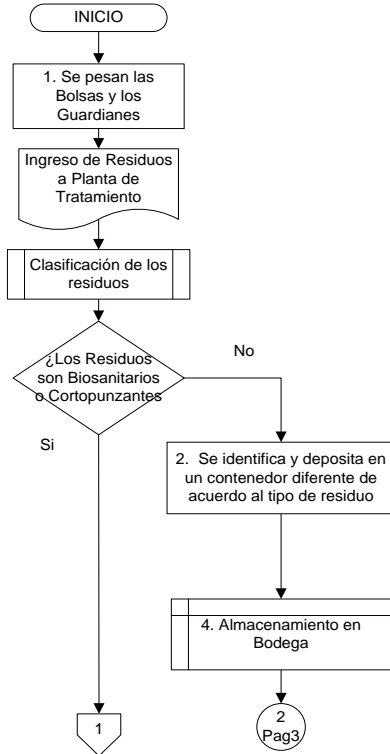 INICIO
1. Se pesan las
Bolsas y los
Guardianes
Ingreso de Residuos
a Planta de
Tratamiento
Clasificación de los
residuos
¿Los Residuos
son Biosanitarios
o Cortopunzantes
No
Si
2. Se identifica y deposita en
un contenedor diferente de
acuerdo al tipo de residuo
4. Almacenamiento en
Bodega
1
2
Pag3